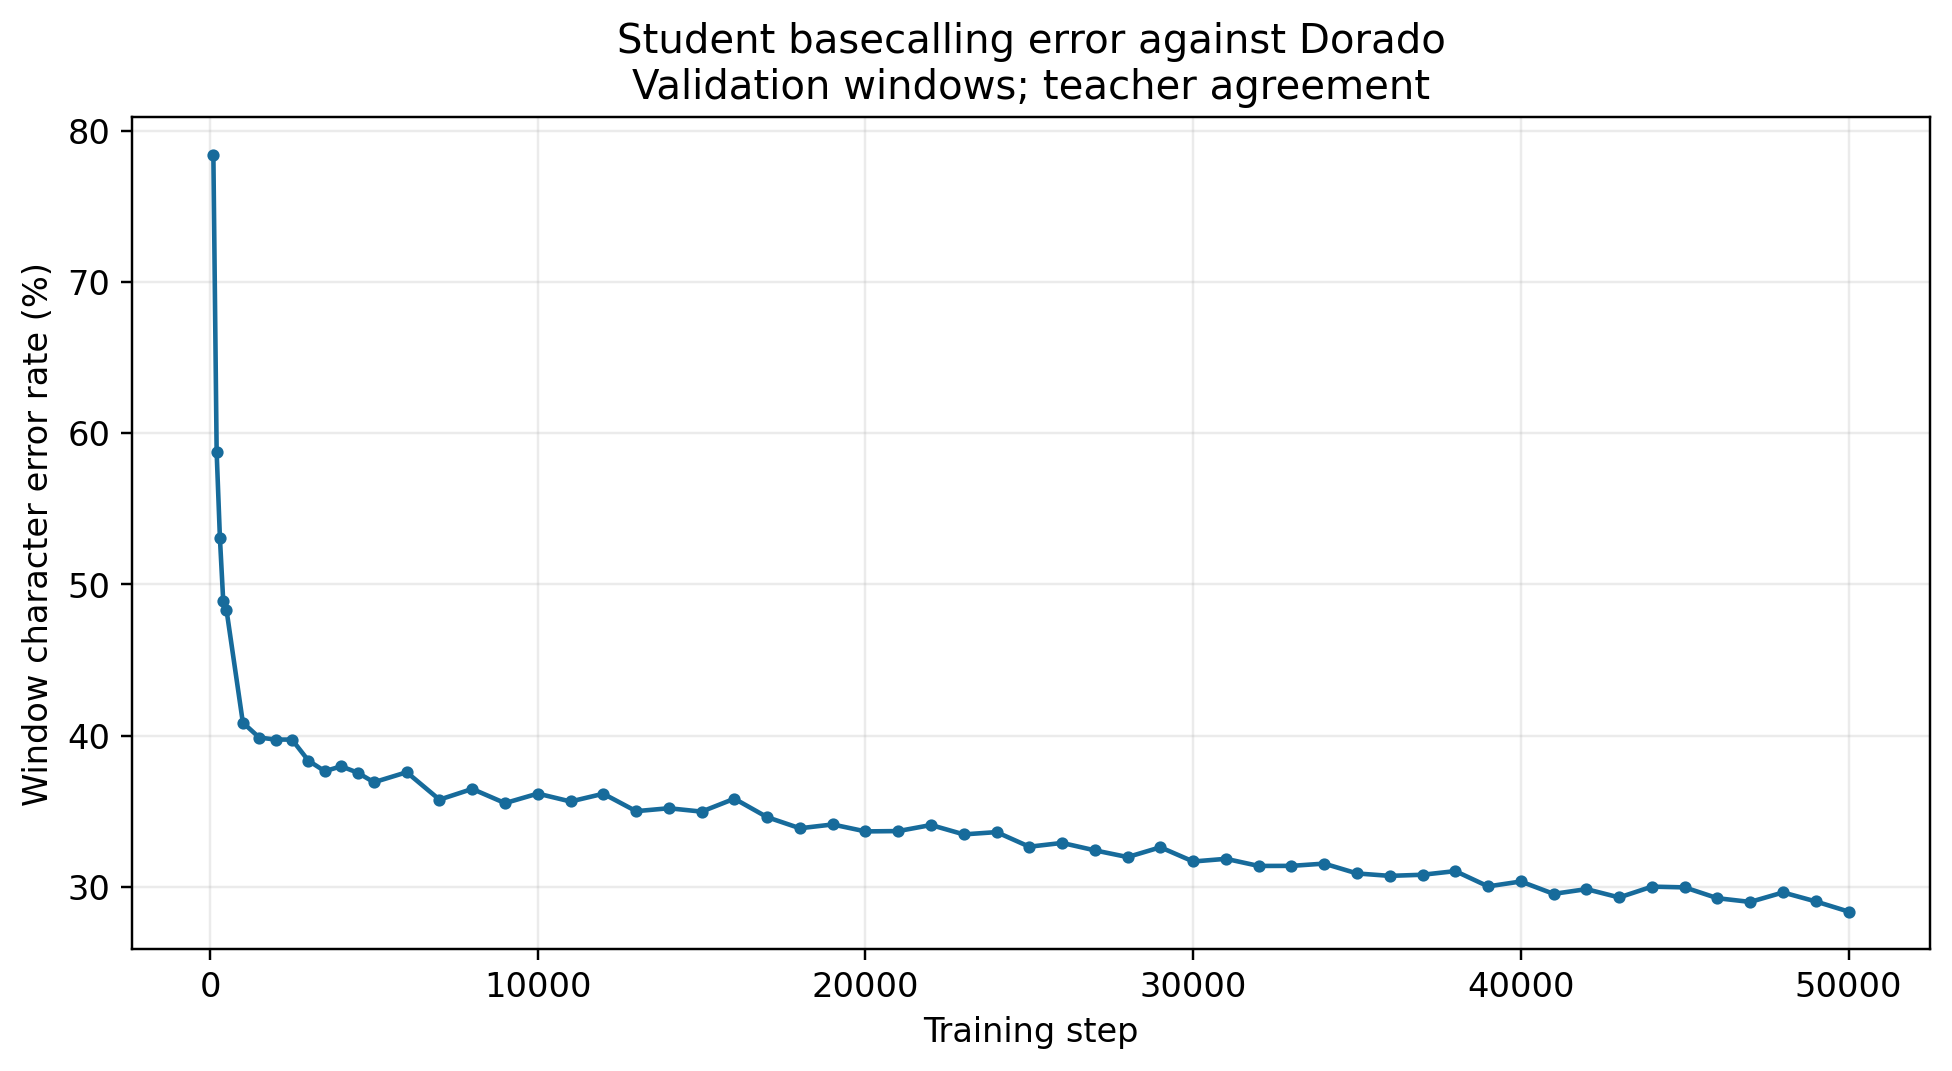 Student basecalling error against Dorado
Validation windows; teacher agreement
Window character error rate (%)
80
70
60
50
40
30
0 10000 20000 30000 40000 50000
Training step